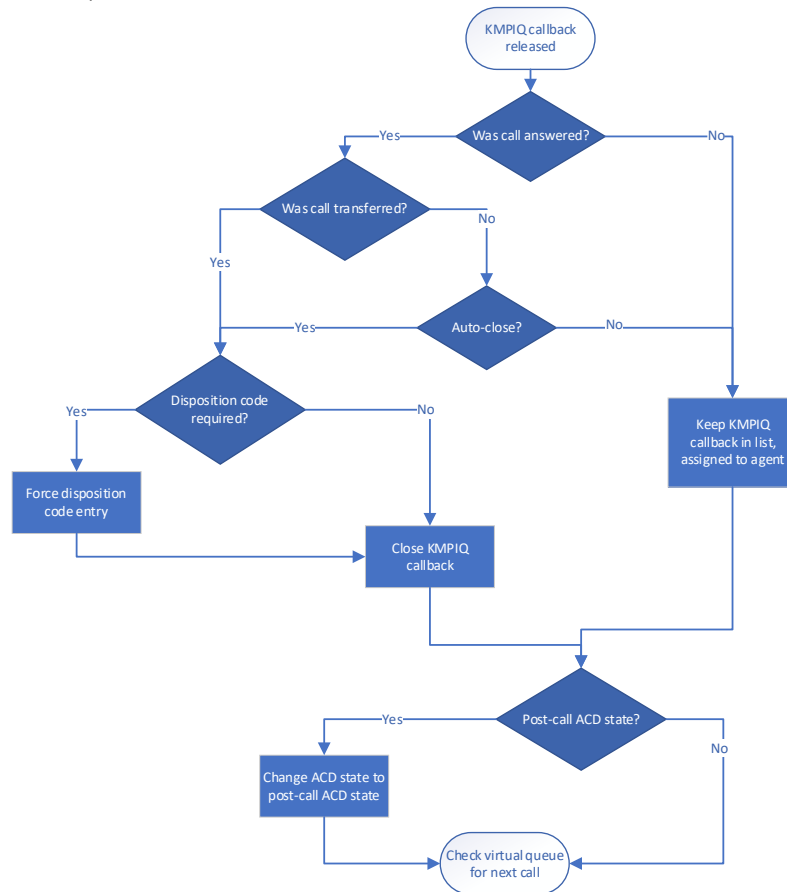 KMPIQ callback
released
Was call answered?
Yes
No
Was call transferred?
No
Yes
Auto-close?
Yes
No
Disposition code
required?
Yes
No
Keep KMPIQ
callback in list,
assigned to agent
Force disposition
code entry
Close KMPIQ
callback
Post-call ACD state?
Yes
No
Change ACD state to
post-call ACD state
Check virtual queue
for next call